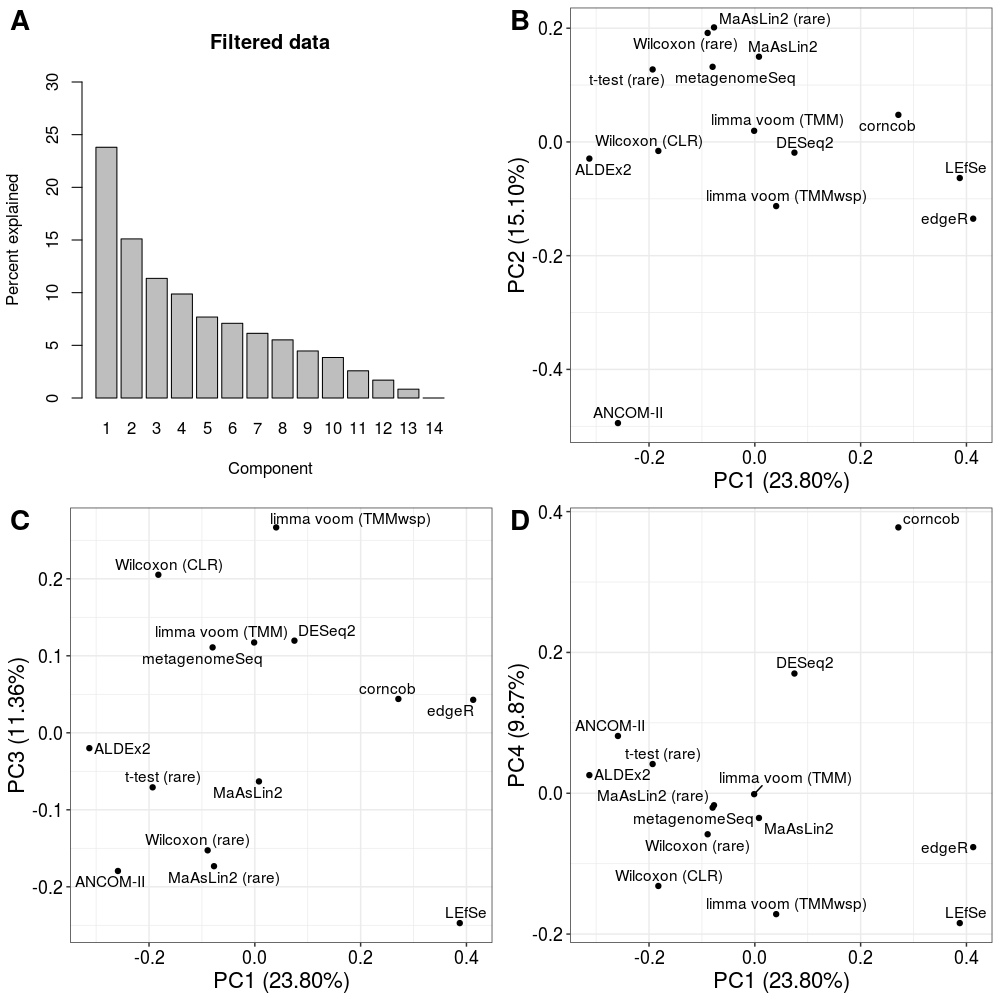 A
Filtered data
Percent explained
30
25
20
15
10
5
0
1 2 3 4 5 6 7 8 9 10 11 12 13 14
Component
B
PC2 (15.10%)
0.2
0.0
-0.2
-0.4
MaAsLin2 (rare)
Wilcoxon (rare)
MaAsLin2
t-test (rare)
metagenomeSeq
limma voom (TMM)
corncob
Wilcoxon (CLR)
DESeq2
ALDEx2
LEfSe
limma voom (TMMwsp)
edgeR
ANCOM-II
-0.2 0.0 0.2 0.4
PC1 (23.80%)
C
PC3 (11.36%)
0.2
0.1
0.0
-0.1
-0.2
limma voom (TMMwsp)
Wilcoxon (CLR)
limma voom (TMM)
DESeq2
metagenomeSeq
corncob
edgeR
ALDEx2
t-test (rare)
MaAsLin2
Wilcoxon (rare)
ANCOM-II
MaAsLin2 (rare)
LEfSe
-0.2 0.0 0.2 0.4
PC1 (23.80%)
D
PC4 (9.87%)
0.4
0.2
0.0
-0.2
corncob
DESeq2
ANCOM-II
t-test (rare)
ALDEx2
limma voom (TMM)
MaAsLin2 (rare)
metagenomeSeq
MaAsLin2
Wilcoxon (rare)
edgeR
Wilcoxon (CLR)
limma voom (TMMwsp)
LEfSe
-0.2 0.0 0.2 0.4
PC1 (23.80%)